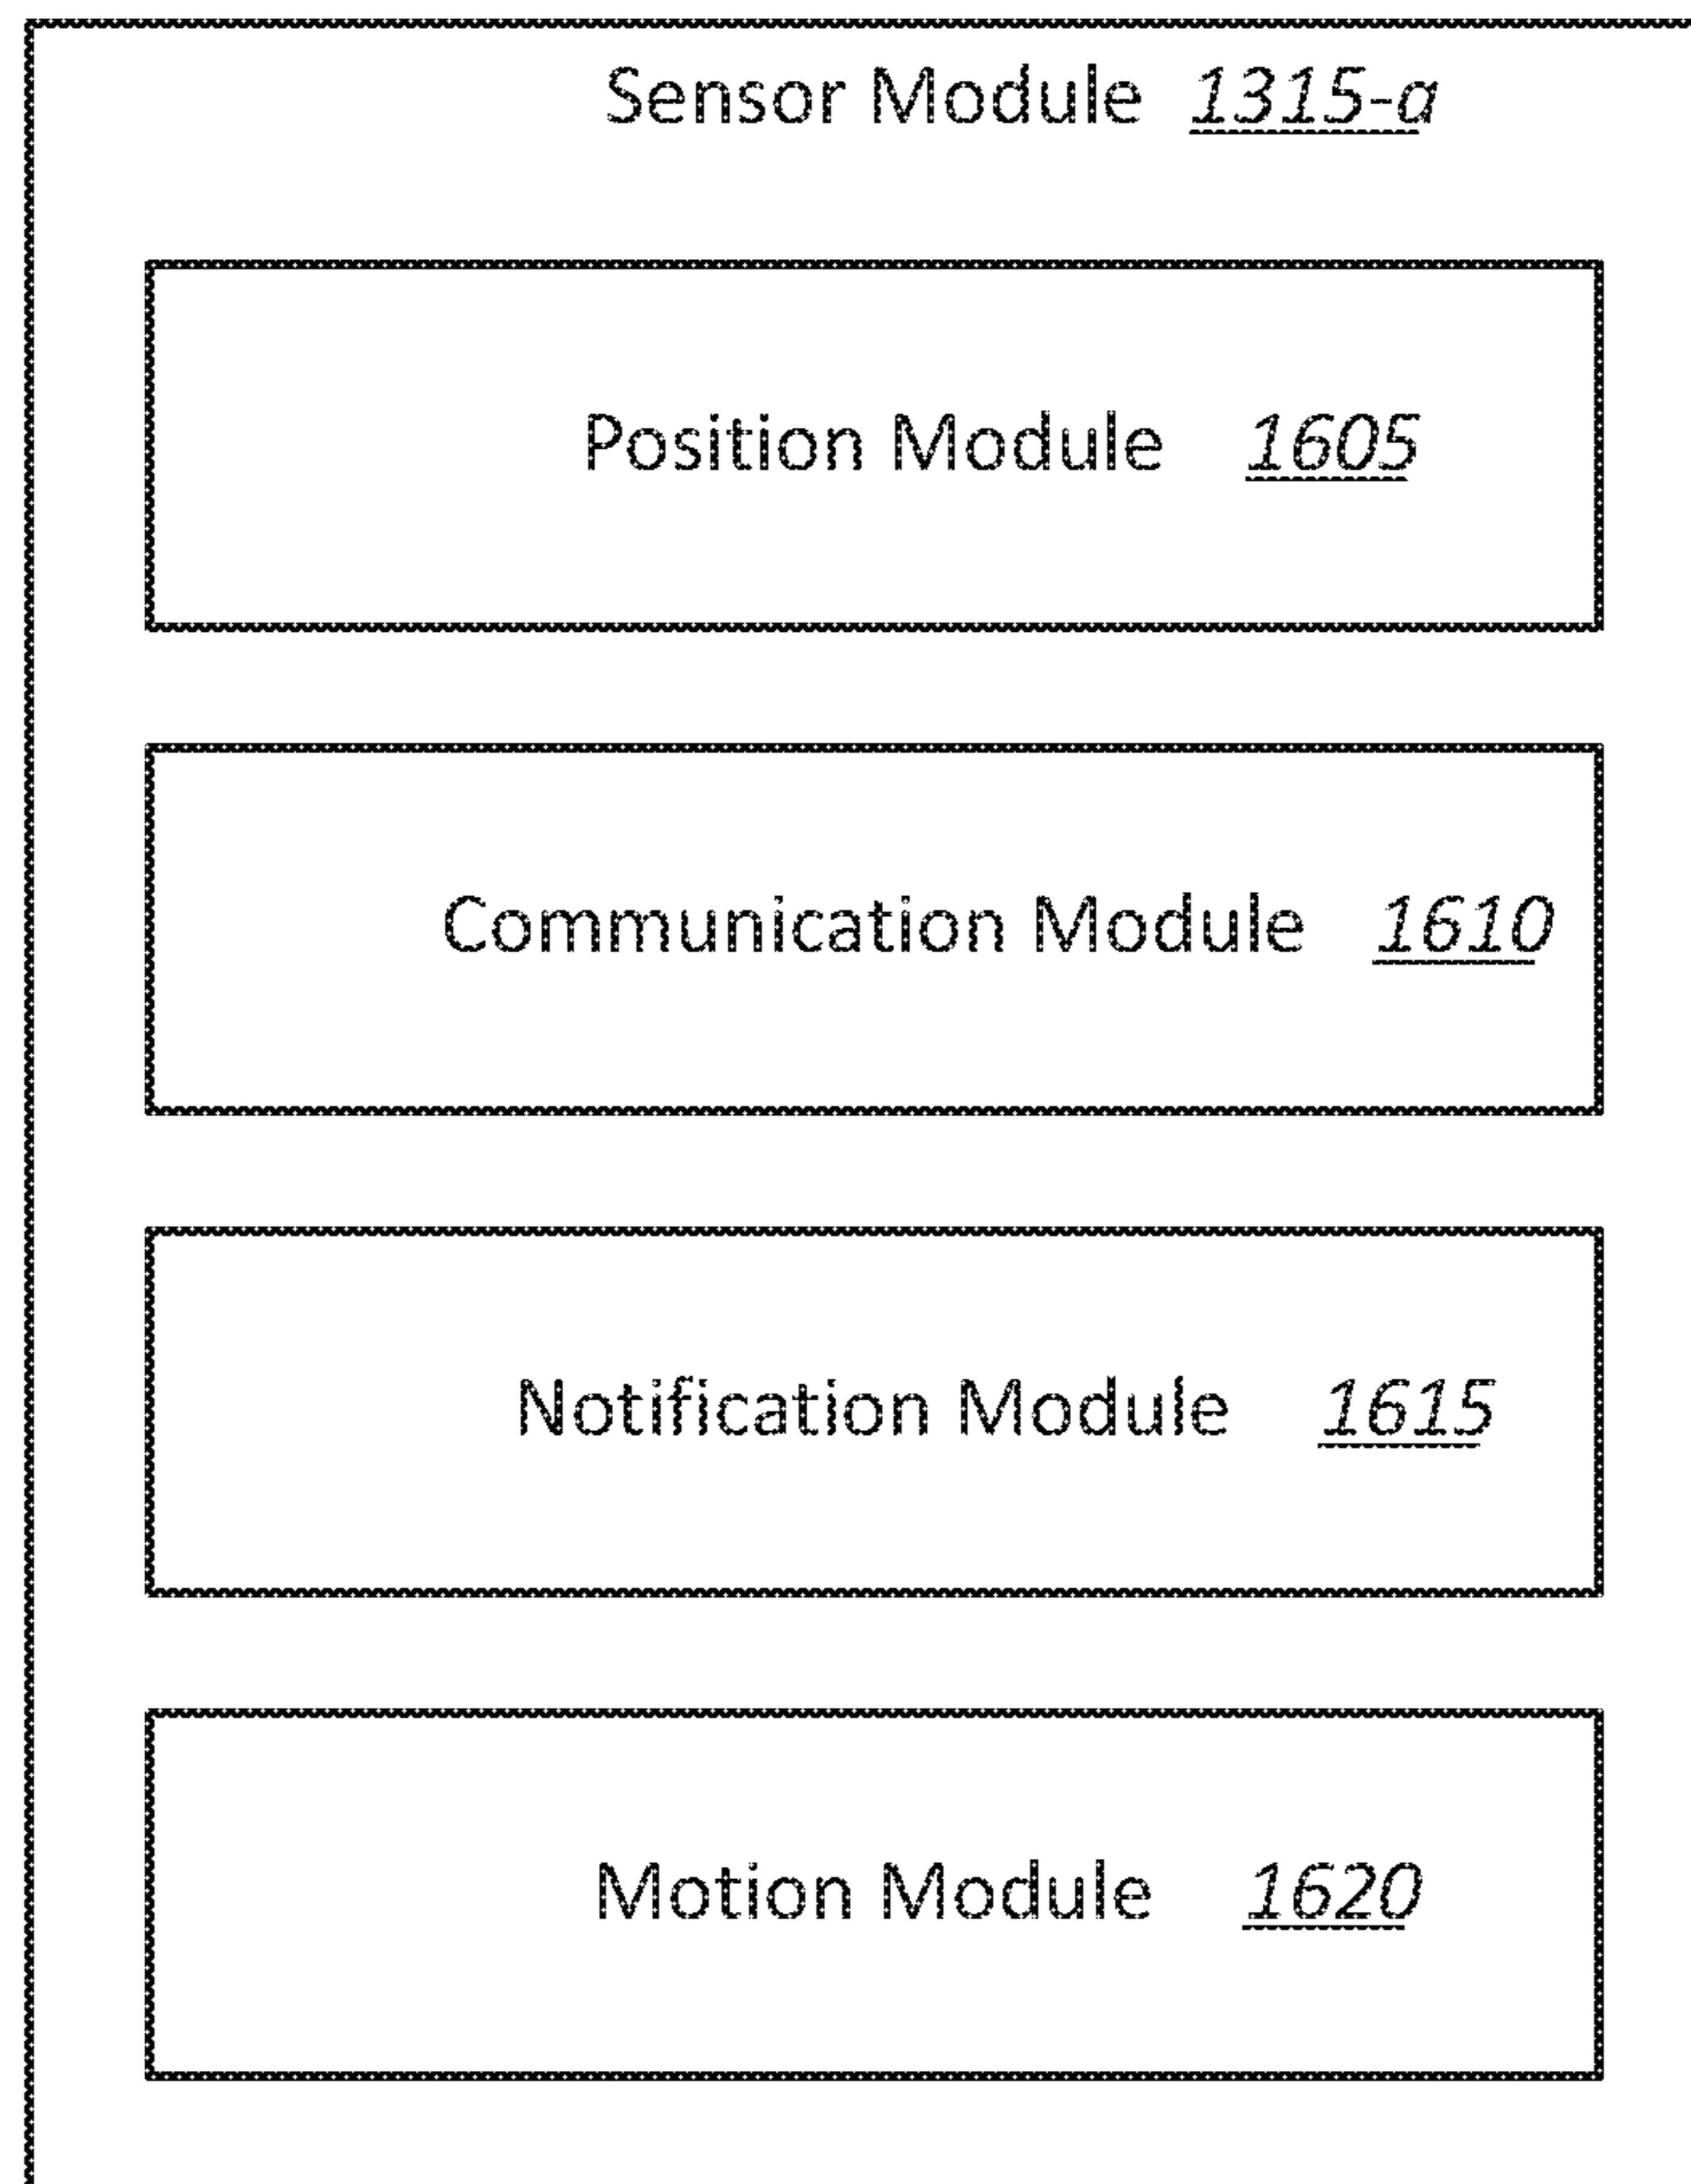 Sensor Module 1315-a
Position Module 1605
Communication Module 1610
Notification Module 1615
Motion Module 1620